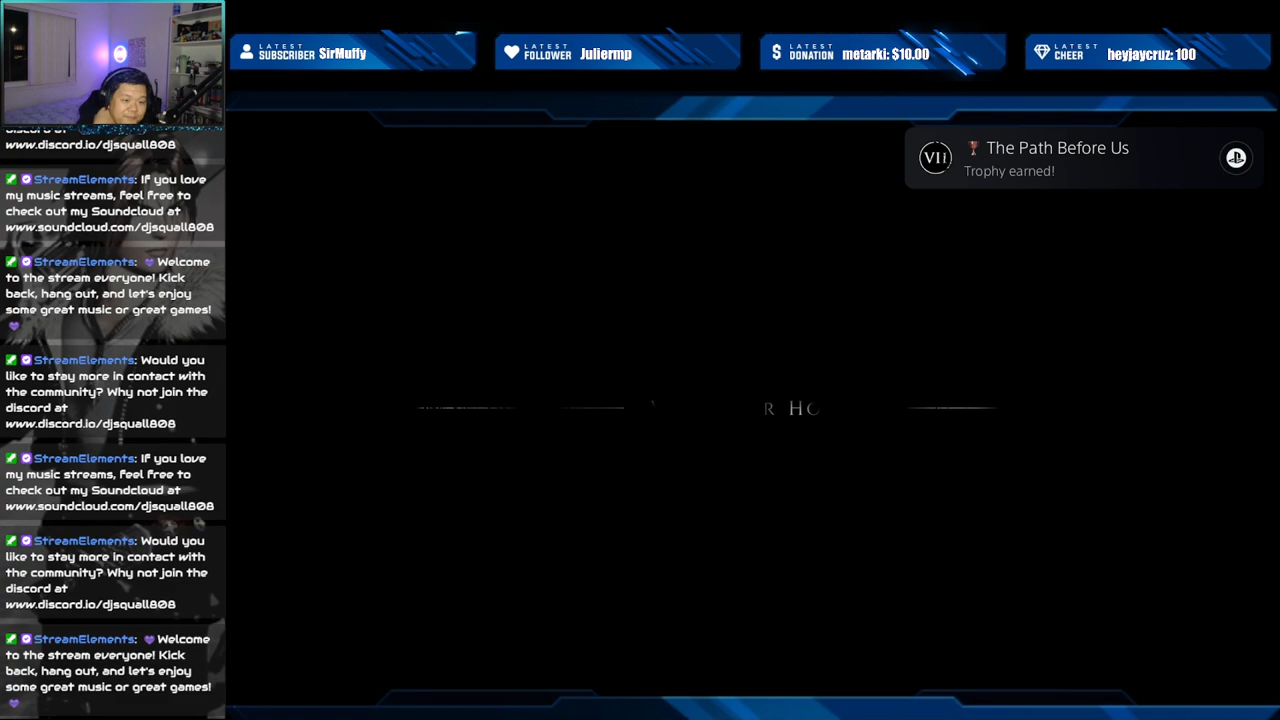 LATEST
SUBSCRIBER SirMuffy
LATEST
FOLLOWER Juliermp
LATEST
DONATION metarki: $10.00
LATEST
CHEER heyjaycruz: 100
VII
The Path Before Us
Trophy earned!
R HO
www.discord.io/djsquall808
StreamElements: If you love
my music streams, feel free to
check out my Soundcloud at
www.soundcloud.com/djsquall808
StreamElements: 💜Welcome
to the stream everyone! Kick
back, hang out, and let's enjoy
some great music or great games!
💜
StreamElements: Would you
like to stay more in contact with
the community? Why not join the
discord at
www.discord.io/djsquall808
StreamElements: If you love
my music streams, feel free to
check out my Soundcloud at
www.soundcloud.com/djsquall808
StreamElements: Would you
like to stay more in contact with
the community? Why not join the
discord at
www.discord.io/djsquall808
StreamElements: 💜Welcome
to the stream everyone! Kick
back, hang out, and let's enjoy
some great music or great games!
💜